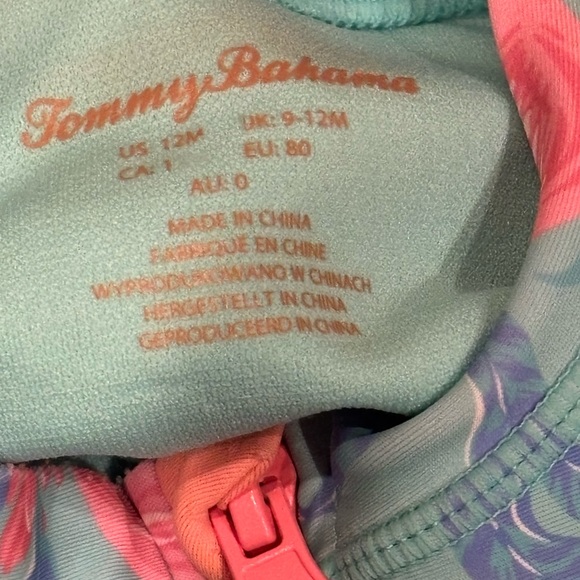 Tommy Bahama
US: 12M UK: 9-12M
CA: 1 EU: 80
AU: 0
MADE IN CHINA
FABRIQUE EN CHINE
WYPRODUKOWANO W CHINACH
HERGESTELLT IN CHINA
GEPRODUCEERD IN CHINA